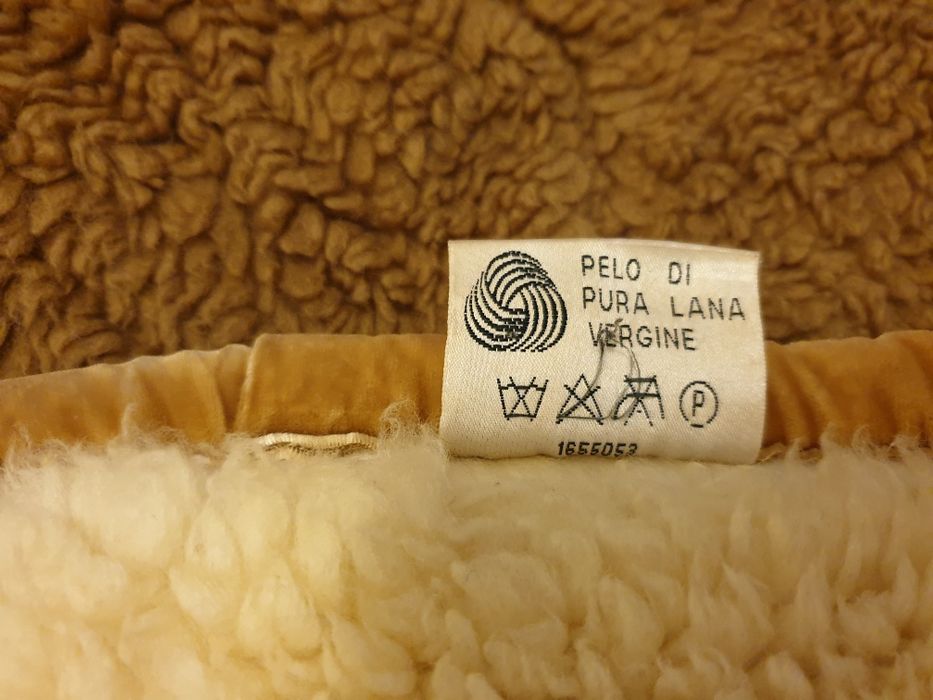 PELO DI
PURA LANA
VERGINE
P
1655053